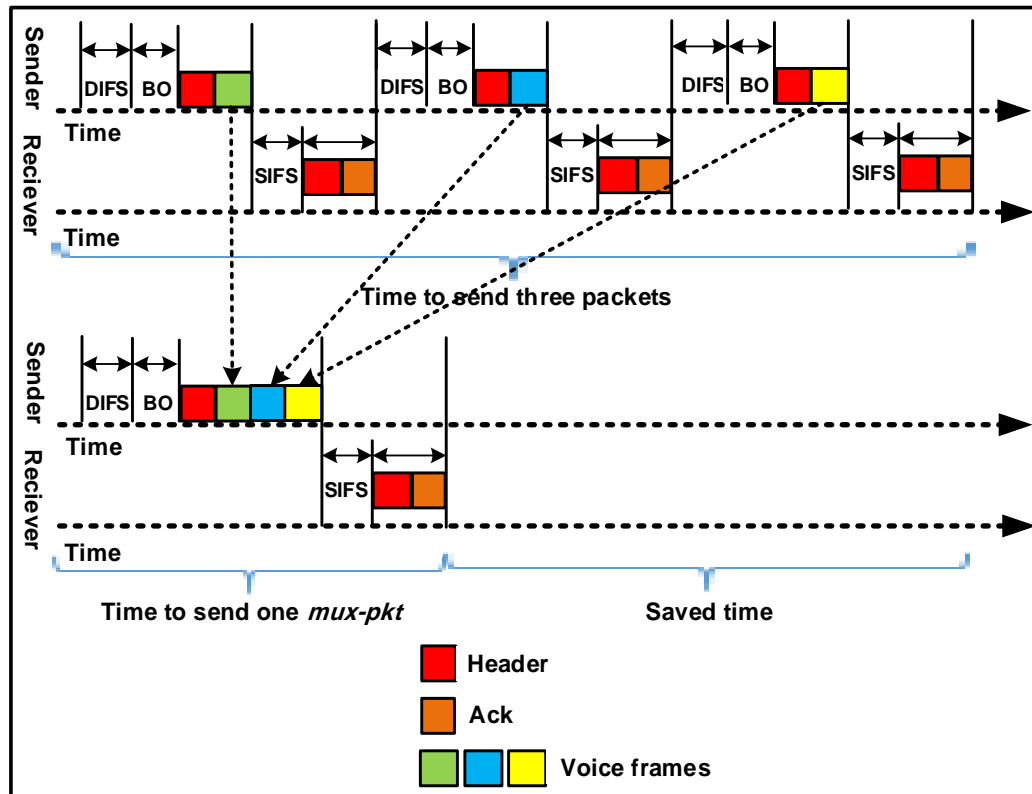 Sender
DIFS
BO
DIFS
BO
DIFS
BO
Time
Reciever
SIFS
SIFS
SIFS
Time
Time to send three packets
Sender
DIFS
BO
Time
Reciever
SIFS
Time
Time to send one mux-pkt
Saved time
Header
Ack
Voice frames